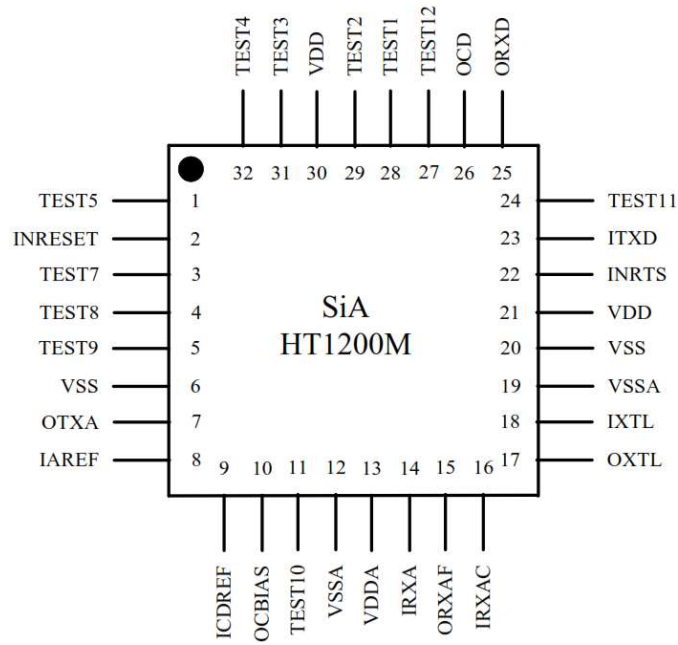 TEST4 TEST3 VDD TEST2 TEST1 TEST12 OCD ORXD
32 31 30 29 28 27 26 25
TEST5 1 24 TEST11
INRESET 2 23 ITXD
TEST7 3 22 INRTS
TEST8 4 21 VDD
TEST9 5 20 VSS
VSS 6 19 VSSA
OTXA 7 18 IXTL
IAREF 8 17 OXTL
SiA
HT1200M
9 10 11 12 13 14 15 16
ICDREF OCBIAS TEST10 VSSA VDDA IRXA ORXAF IRXAC